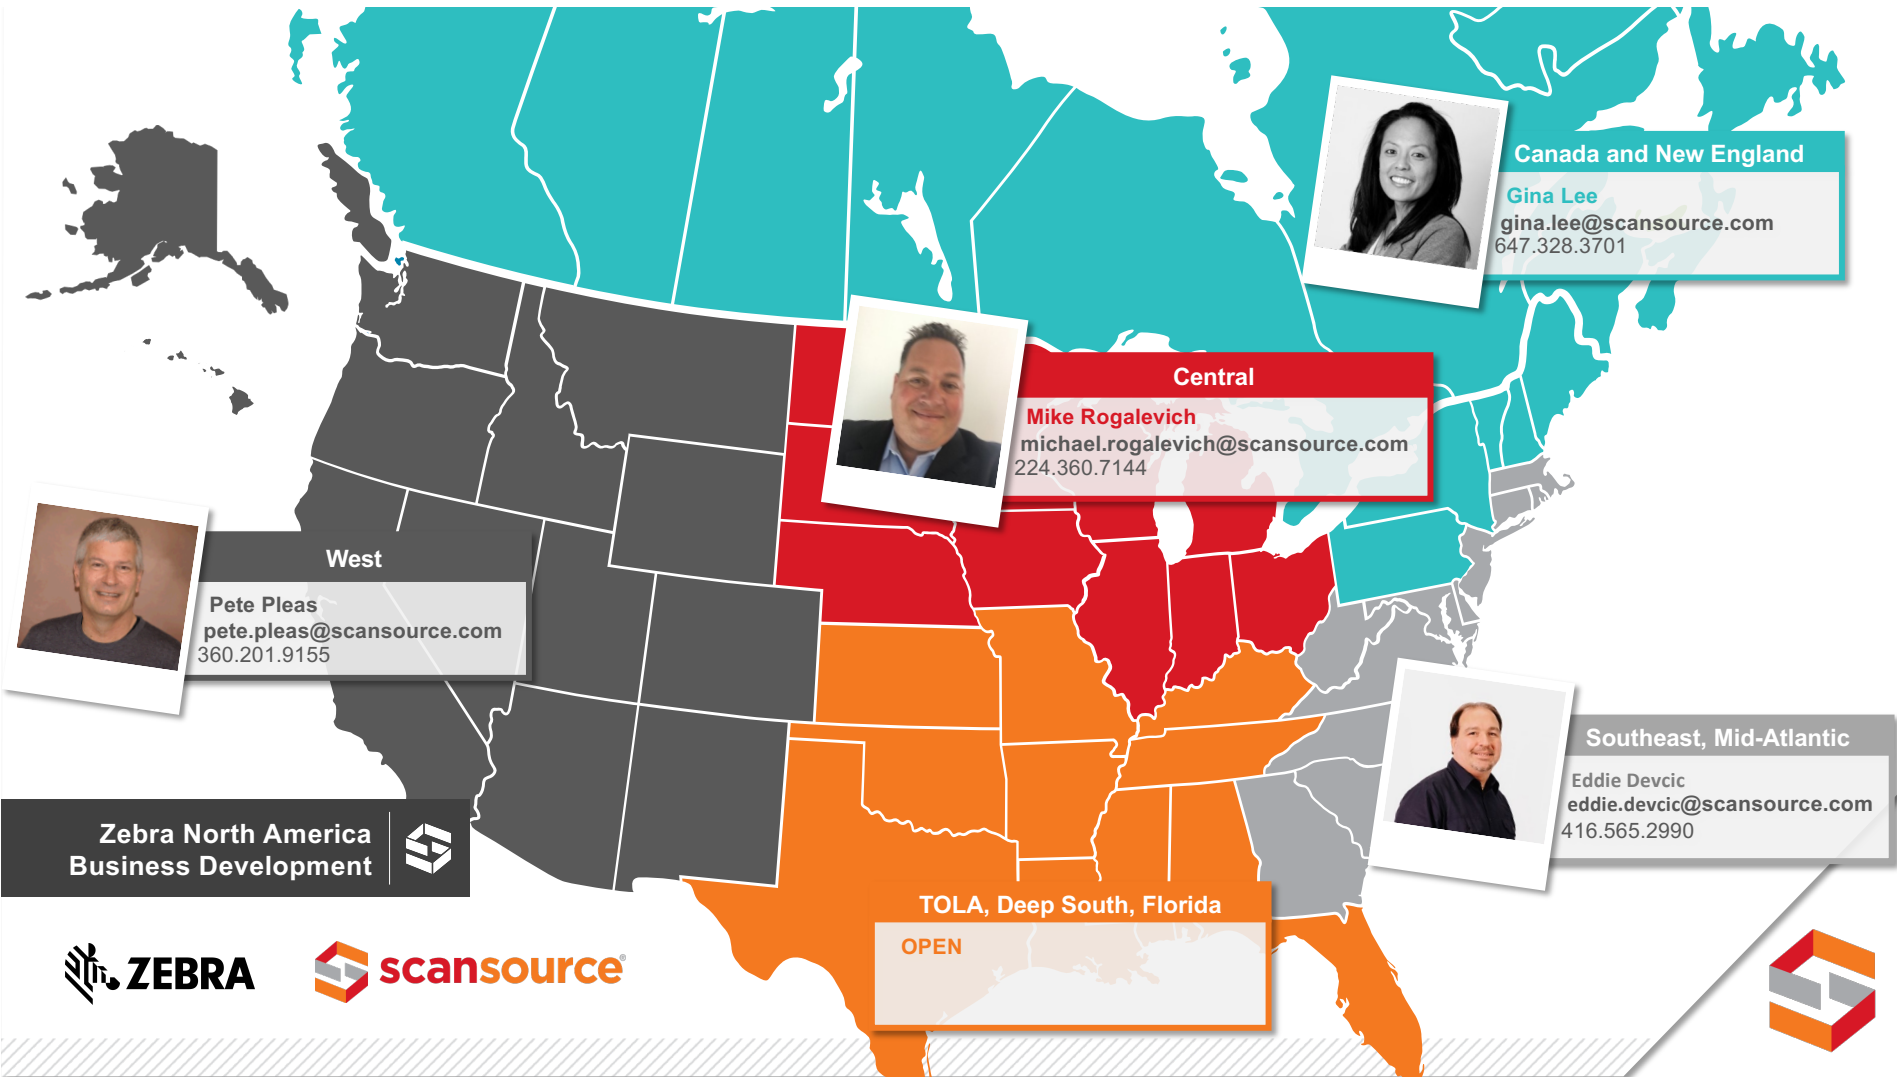 Canada and New England
Gina Lee
gina.lee@scansource.com
647.328.3701
Central
Mike Rogalevich
michael.rogalevich@scansource.com
224.360.7144
West
Pete Pleas
pete.pleas@scansource.com
360.201.9155
Southeast, Mid-Atlantic
Eddie Devcic
eddie.devcic@scansource.com
416.565.2990
Zebra North America
Business Development
TOLA, Deep South, Florida
OPEN
ZEBRA
scansource®